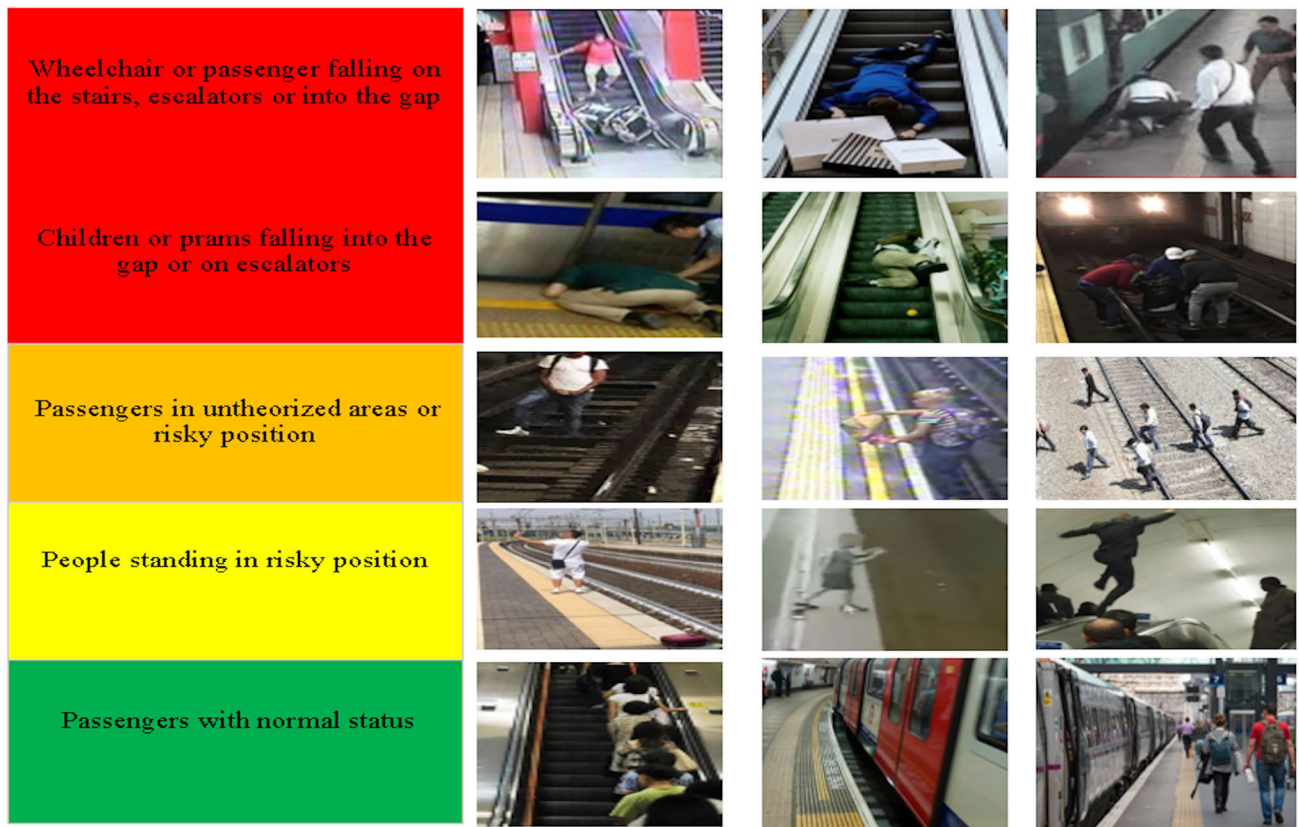 Wheelchair or passenger falling on
the stairs, escalators or into the gap
Children or prams falling into the
gap or on escalators
Passengers in untheorized areas or
risky position
People standing in risky position
Passengers with normal status